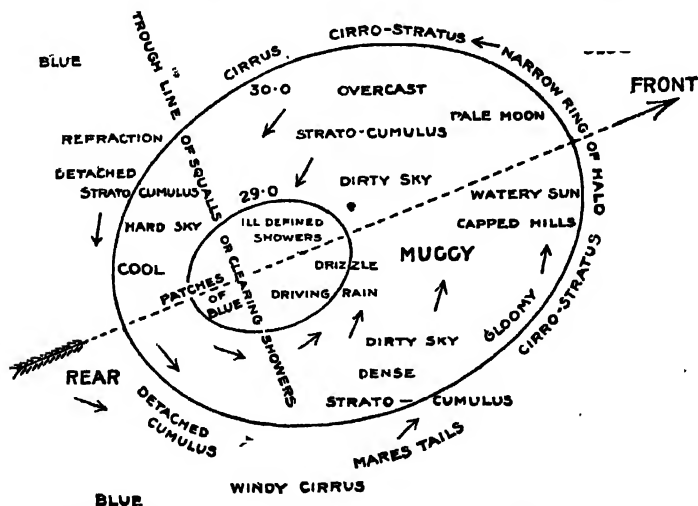 BLUE
TROUGH LINE
OF SQUALLS
OR CLEARING SHOWERS
CIRRUS
CIRRO-STRATUS
NARROW RING OF HALO
FRONT
30·0
OVERCAST
PALE MOON
REFRACTION
STRATO-CUMULUS
DETACHED
STRATO CUMULUS
29·0
DIRTY SKY
WATERY SUN
HARD SKY
ILL DEFINED
SHOWERS
CAPPED HILLS
COOL
DRIZZLE
MUGGY
PATCHES
OF
BLUE
DRIVING RAIN
GLOOMY
CIRRO-STRATUS
DIRTY SKY
REAR
DENSE
STRATO - CUMULUS
DETACHED
CUMULUS
MARES TAILS
WINDY CIRRUS
BLUE